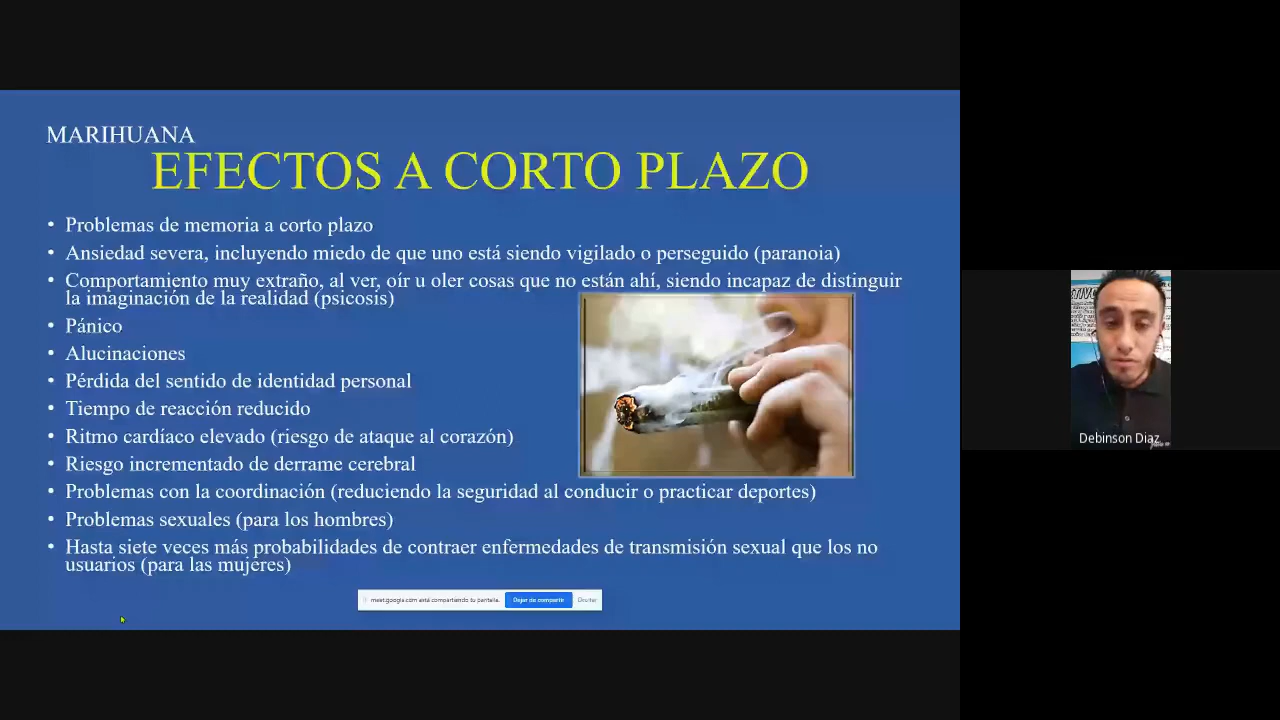 MARIHUANA
EFECTOS A CORTO PLAZO
• Problemas de memoria a corto plazo
• Ansiedad severa, incluyendo miedo de que uno está siendo vigilado o perseguido (paranoia)
• Comportamiento muy extraño, al ver, oír u oler cosas que no están ahí, siendo incapaz de distinguir
la imaginación de la realidad (psicosis)
• Pánico
• Alucinaciones
• Pérdida del sentido de identidad personal
• Tiempo de reacción reducido
• Ritmo cardíaco elevado (riesgo de ataque al corazón)
• Riesgo incrementado de derrame cerebral
• Problemas con la coordinación (reduciendo la seguridad al conducir o practicar deportes)
• Problemas sexuales (para los hombres)
• Hasta siete veces más probabilidades de contraer enfermedades de transmisión sexual que los no
usuarios (para las mujeres)
meet.google.com está compartiendo tu pantalla. Dejar de compartir Ocultar
Debinson Diaz